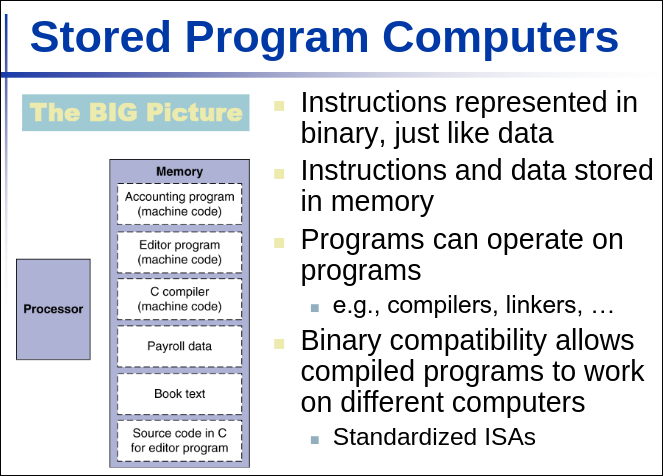 Stored Program Computers
The BIG Picture
Memory
Accounting program
(machine code)
Editor program
(machine code)
C compiler
(machine code)
Payroll data
Book text
Source code in C
for editor program
Processor
Instructions represented in
binary, just like data
Instructions and data stored
in memory
Programs can operate on
programs
e.g., compilers, linkers, …
Binary compatibility allows
compiled programs to work
on different computers
Standardized ISAs